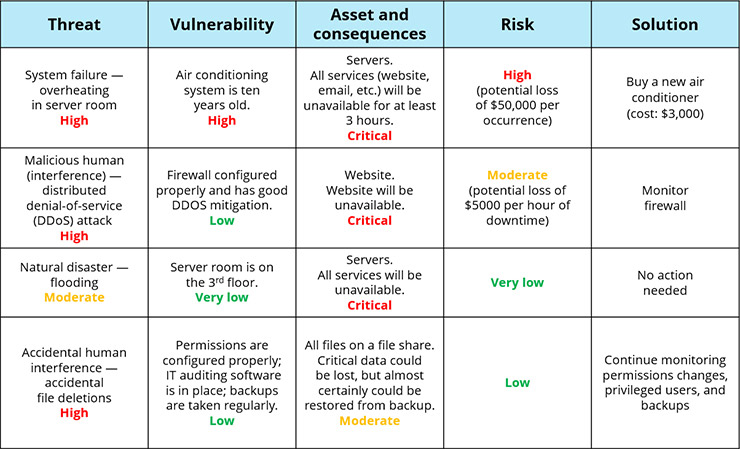 Threat
Vulnerability
Asset and
consequences
Risk
Solution
System failure —
overheating
in server room
High
Air conditioning
system is ten
years old.
High
Servers.
All services (website,
email, etc.) will be
unavailable for at least
3 hours.
Critical
High
(potential loss
of $50,000 per
occurrence)
Buy a new air
conditioner
(cost: $3,000)
Malicious human
(interference) —
distributed
denial-of-service
(DDoS) attack
High
Firewall configured
properly and has good
DDOS mitigation.
Low
Website.
Website will be
unavailable.
Critical
Moderate
(potential loss of
$5000 per hour of
downtime)
Monitor
firewall
Natural disaster —
flooding
Moderate
Server room is on
the 3rd floor.
Very low
Servers.
All services will be
unavailable.
Critical
Very low
No action
needed
Accidental human
interference —
accidental
file deletions
High
Permissions are
configured properly;
IT auditing software
is in place; backups
are taken regularly.
Low
All files on a file share.
Critical data could
be lost, but almost
certainly could be
restored from backup.
Moderate
Low
Continue monitoring
permissions changes,
privileged users, and
backups